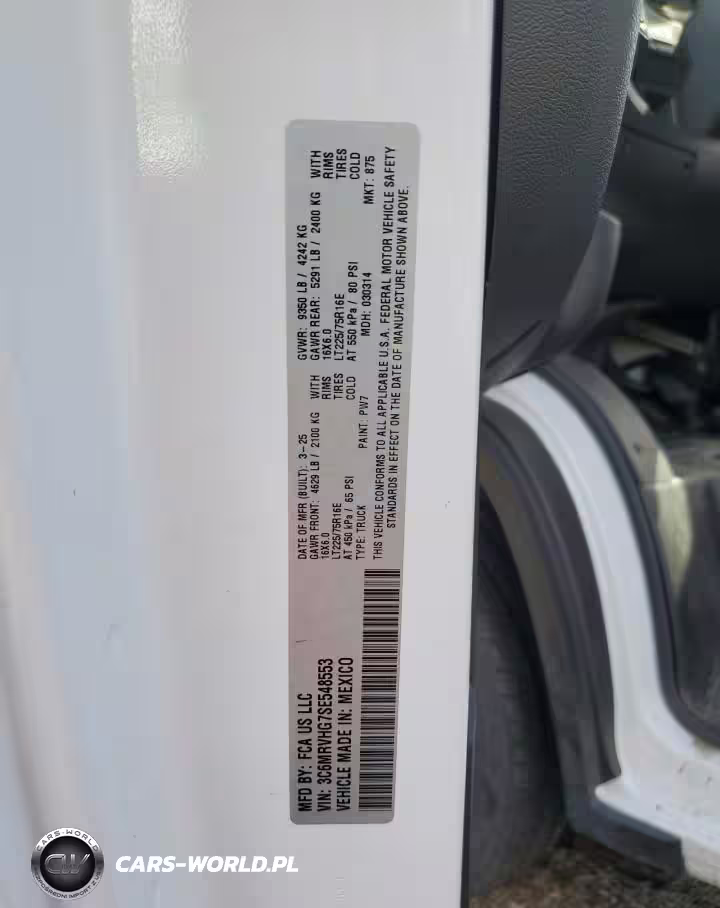 MFD BY: FCA US LLC
VIN: 3C6MRVHG7SE548553
VEHICLE MADE IN: MEXICO
DATE OF MFR (BUILT): 3-25
GAWR FRONT: 4629 LB / 2100 KG WITH
16X6.0 RIMS
LT225/75R16E TIRES
AT 450 kPa / 65 PSI COLD
TYPE: TRUCK PAINT: PW7
GVWR: 9350 LB / 4242 KG
GAWR REAR: 5291 LB / 2400 KG WITH
16X6.0 RIMS
LT225/75R16E TIRES
AT 550 kPa / 80 PSI COLD
MDH: 030314 MKT: 875
THIS VEHICLE CONFORMS TO ALL APPLICABLE U.S.A. FEDERAL MOTOR VEHICLE SAFETY
STANDARDS IN EFFECT ON THE DATE OF MANUFACTURE SHOWN ABOVE.
CARS-WORLD
CW
CARS-WORLD.PL